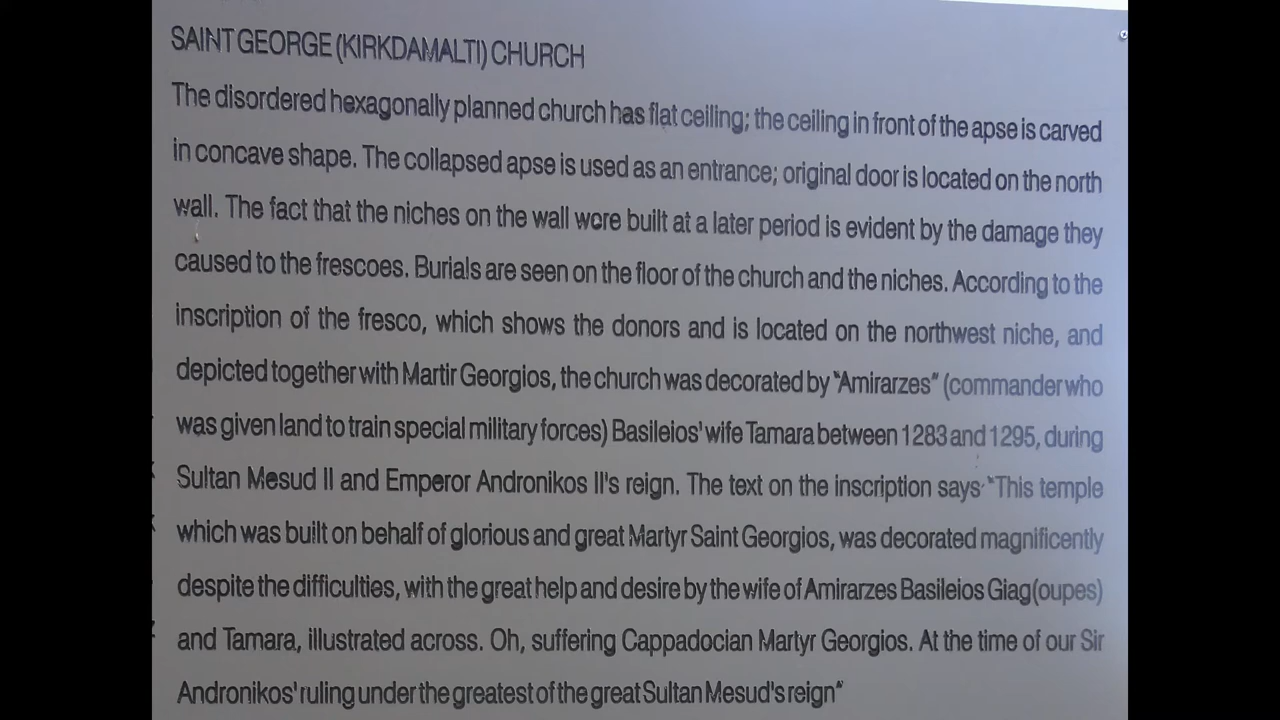 SAINT GEORGE (KIRKDAMALTI) CHURCH
The disordered hexagonally planned church has flat ceiling; the ceiling in front of the apse is carved
in concave shape. The collapsed apse is used as an entrance; original door is located on the north
wall. The fact that the niches on the wall were built at a later period is evident by the damage they
caused to the frescoes. Burials are seen on the floor of the church and the niches. According to the
inscription of the fresco, which shows the donors and is located on the northwest niche, and
depicted together with Martir Georgios, the church was decorated by "Amirarzes" (commander who
was given land to train special military forces) Basileios' wife Tamara between 1283 and 1295, during
Sultan Mesud II and Emperor Andronikos II's reign. The text on the inscription says "This temple
which was built on behalf of glorious and great Martyr Saint Georgios, was decorated magnificently
despite the difficulties, with the great help and desire by the wife of Amirarzes Basileios Giag(oupes)
and Tamara, illustrated across. Oh, suffering Cappadocian Martyr Georgios. At the time of our Sir
Andronikos' ruling under the greatest of the great Sultan Mesud's reign"